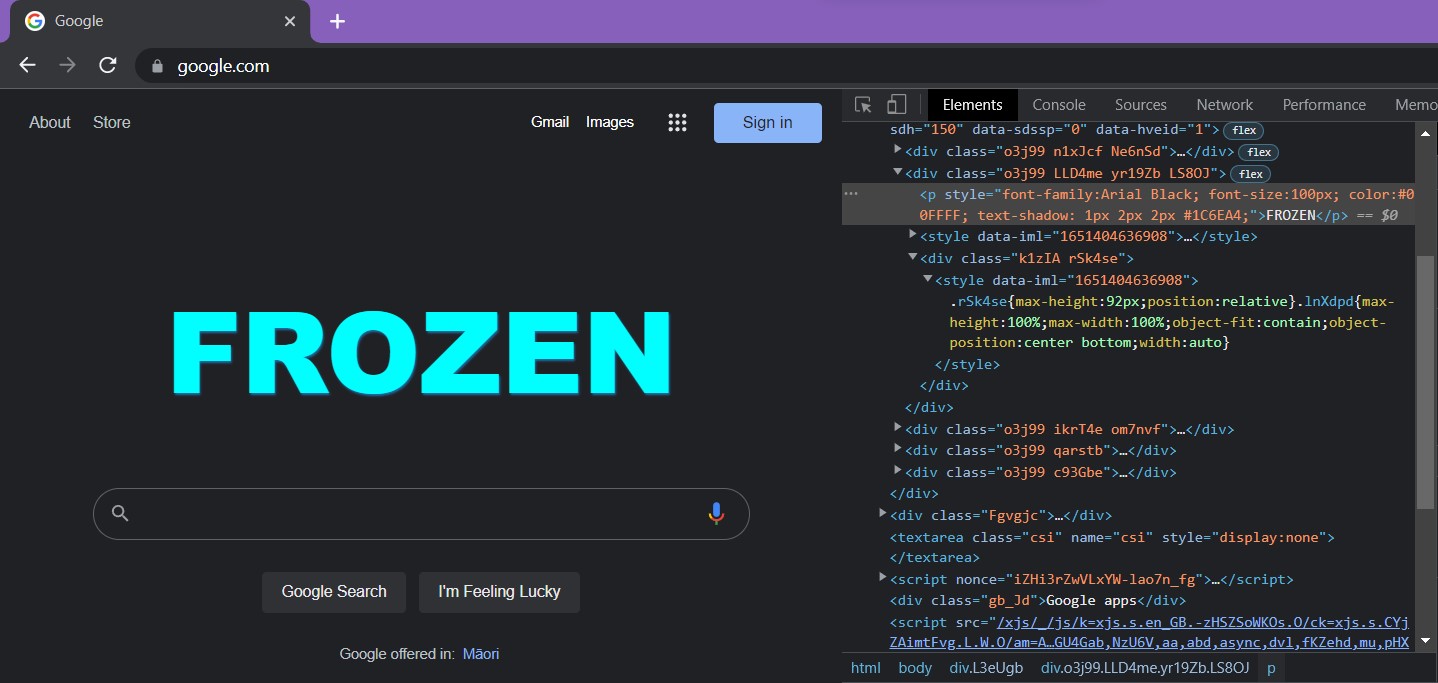 Google
google.com
About
Store
Gmail
Images
Sign in
FROZEN
Google Search
I'm Feeling Lucky
Google offered in: Māori
Elements
Console
Sources
Network
Performance
Memo
sdh="150" data-sdssp="0" data-hveid="1"> flex
<div class="o3j99 n1xJcf Ne6nSd">…</div> flex
<div class="o3j99 LLD4me yr19Zb LS8OJ"> flex
<p style="font-family:Arial Black; font-size:100px; color:#0
0FFFF; text-shadow: 1px 2px 2px #1C6EA4;">FROZEN</p> == $0
<style data-iml="1651404636908">…</style>
<div class="k1zIA rSk4se">
<style data-iml="1651404636908">
.rSk4se{max-height:92px;position:relative}.lnXdpd{max-
height:100%;max-width:100%;object-fit:contain;object-
position:center bottom;width:auto}
</style>
</div>
</div>
<div class="o3j99 ikrT4e om7nvf">…</div>
<div class="o3j99 qarstb">…</div>
<div class="o3j99 c93Gbe">…</div>
</div>
<div class="Fgvgjc">…</div>
<textarea class="csi" name="csi" style="display:none">
</textarea>
<script nonce="iZHi3rZwVLxYW-lao7n_fg">…</script>
<div class="gb_Jd">Google apps</div>
<script src="/xjs/_/js/k=xjs.s.en_GB.-zHSZSoWKOs.O/ck=xjs.s.CYj
ZAimtFvg.L.W.O/am=A…GU4Gab,NzU6V,aa,abd,async,dvl,fKZehd,mu,pHX
html body div.L3eUgb div.o3j99.LLD4me.yr19Zb.LS8OJ p